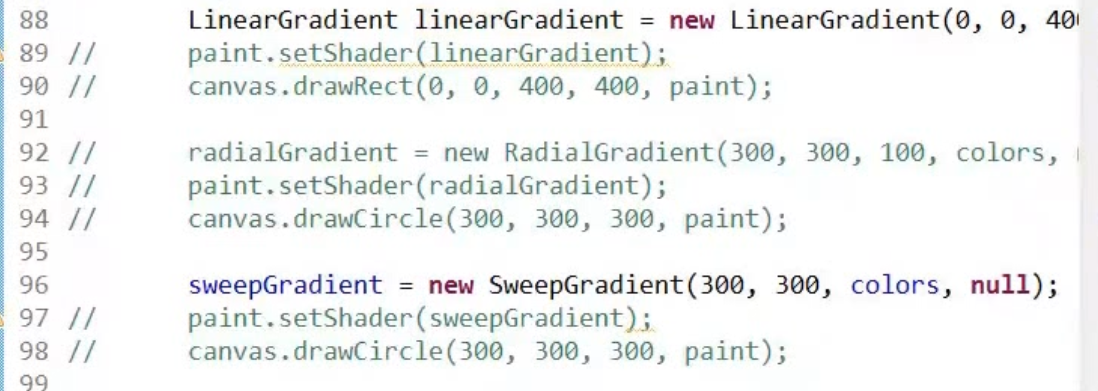 88 LinearGradient linearGradient = new LinearGradient(0, 0, 400
89 // paint.setShader(linearGradient);
90 // canvas.drawRect(0, 0, 400, 400, paint);
91
92 // radialGradient = new RadialGradient(300, 300, 100, colors,
93 // paint.setShader(radialGradient);
94 // canvas.drawCircle(300, 300, 300, paint);
95
96 sweepGradient = new SweepGradient(300, 300, colors, null);
97 // paint.setShader(sweepGradient);
98 // canvas.drawCircle(300, 300, 300, paint);
99